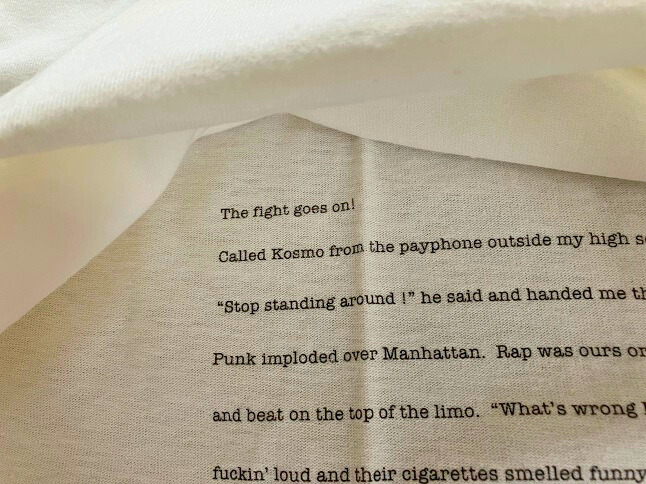 The fight goes on!
Called Kosmo from the payphone outside my high
“Stop standing around !” he said and handed me
Punk imploded over Manhattan.  Rap was ours
and beat on the top of the limo.  “What’s wrong
fuckin’ loud and their cigarettes smelled funny